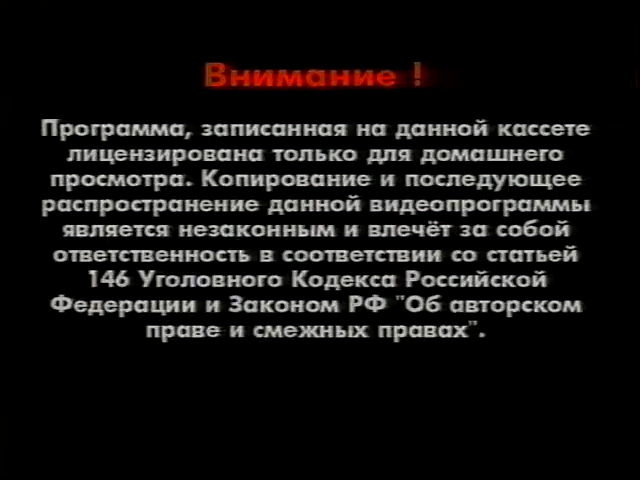 Внимание !
Программа, записанная на данной кассете
лицензирована только для домашнего
просмотра. Копирование и последующее
распространение данной видеопрограммы
является незаконным и влечёт за собой
ответственность в соответствии со статьей
146 Уголовного Кодекса Российской
Федерации и Законом РФ "Об авторском
праве и смежных правах".